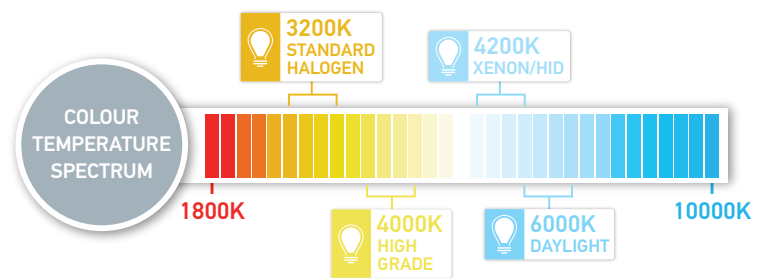 COLOUR
TEMPERATURE
SPECTRUM
3200K
STANDARD
HALOGEN
4200K
XENON/HID
1800K
4000K
HIGH
GRADE
6000K
DAYLIGHT
10000K